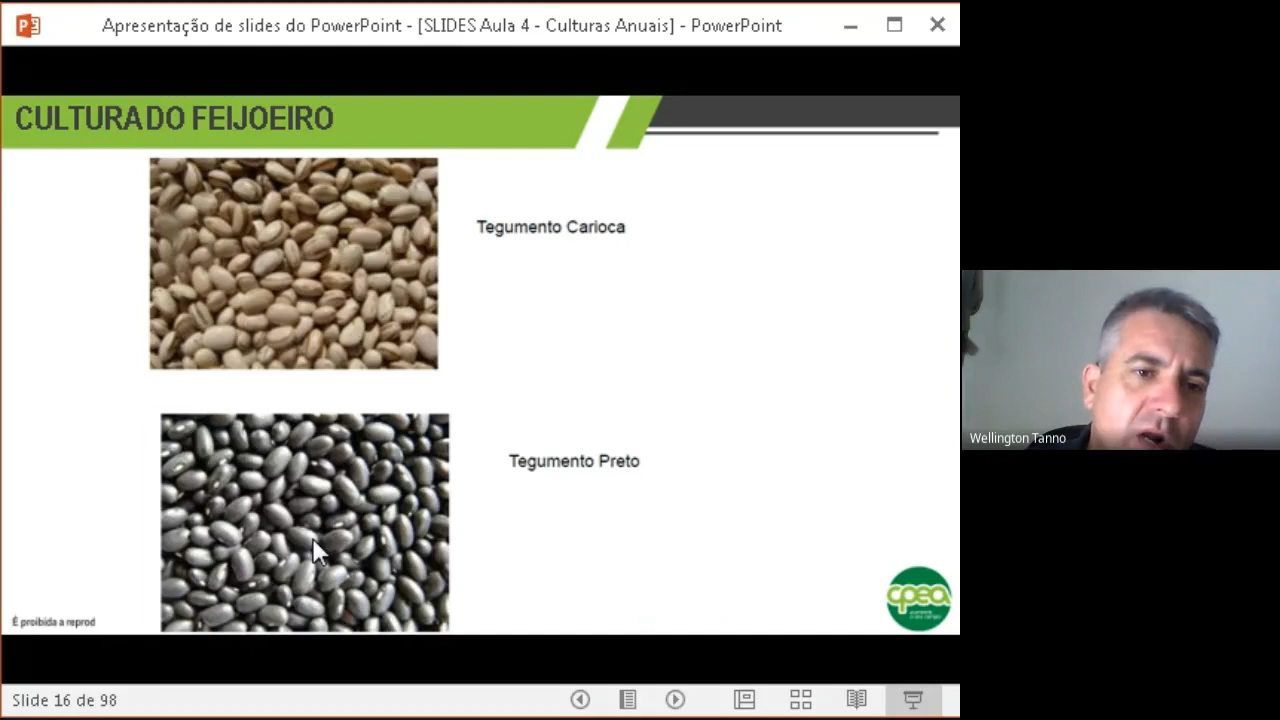 Apresentação de slides do PowerPoint - [SLIDES Aula 4 - Culturas Anuais] - PowerPoint
CULTURA DO FEIJOEIRO
Tegumento Carioca
Tegumento Preto
Wellington Tanno
cpea
É proibida a reprod
Slide 16 de 98